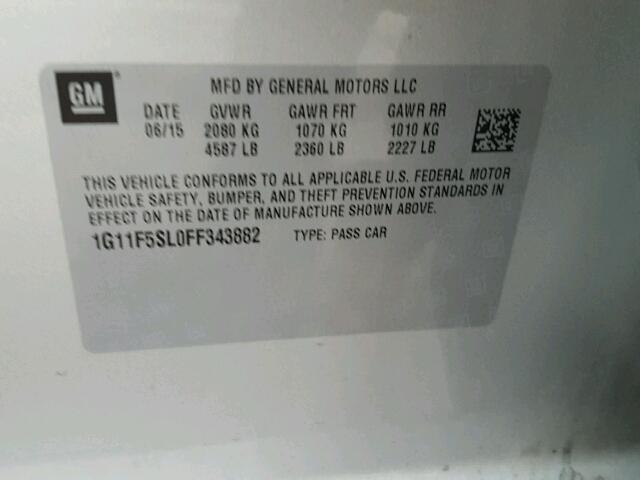 GM
MFD BY GENERAL MOTORS LLC
DATE GVWR GAWR FRT GAWR RR
06/15 2080 KG 1070 KG 1010 KG
4587 LB 2360 LB 2227 LB
THIS VEHICLE CONFORMS TO ALL APPLICABLE U.S. FEDERAL MOTOR
VEHICLE SAFETY, BUMPER, AND THEFT PREVENTION STANDARDS IN
EFFECT ON THE DATE OF MANUFACTURE SHOWN ABOVE.
1G11F5SL0FF343882 TYPE: PASS CAR